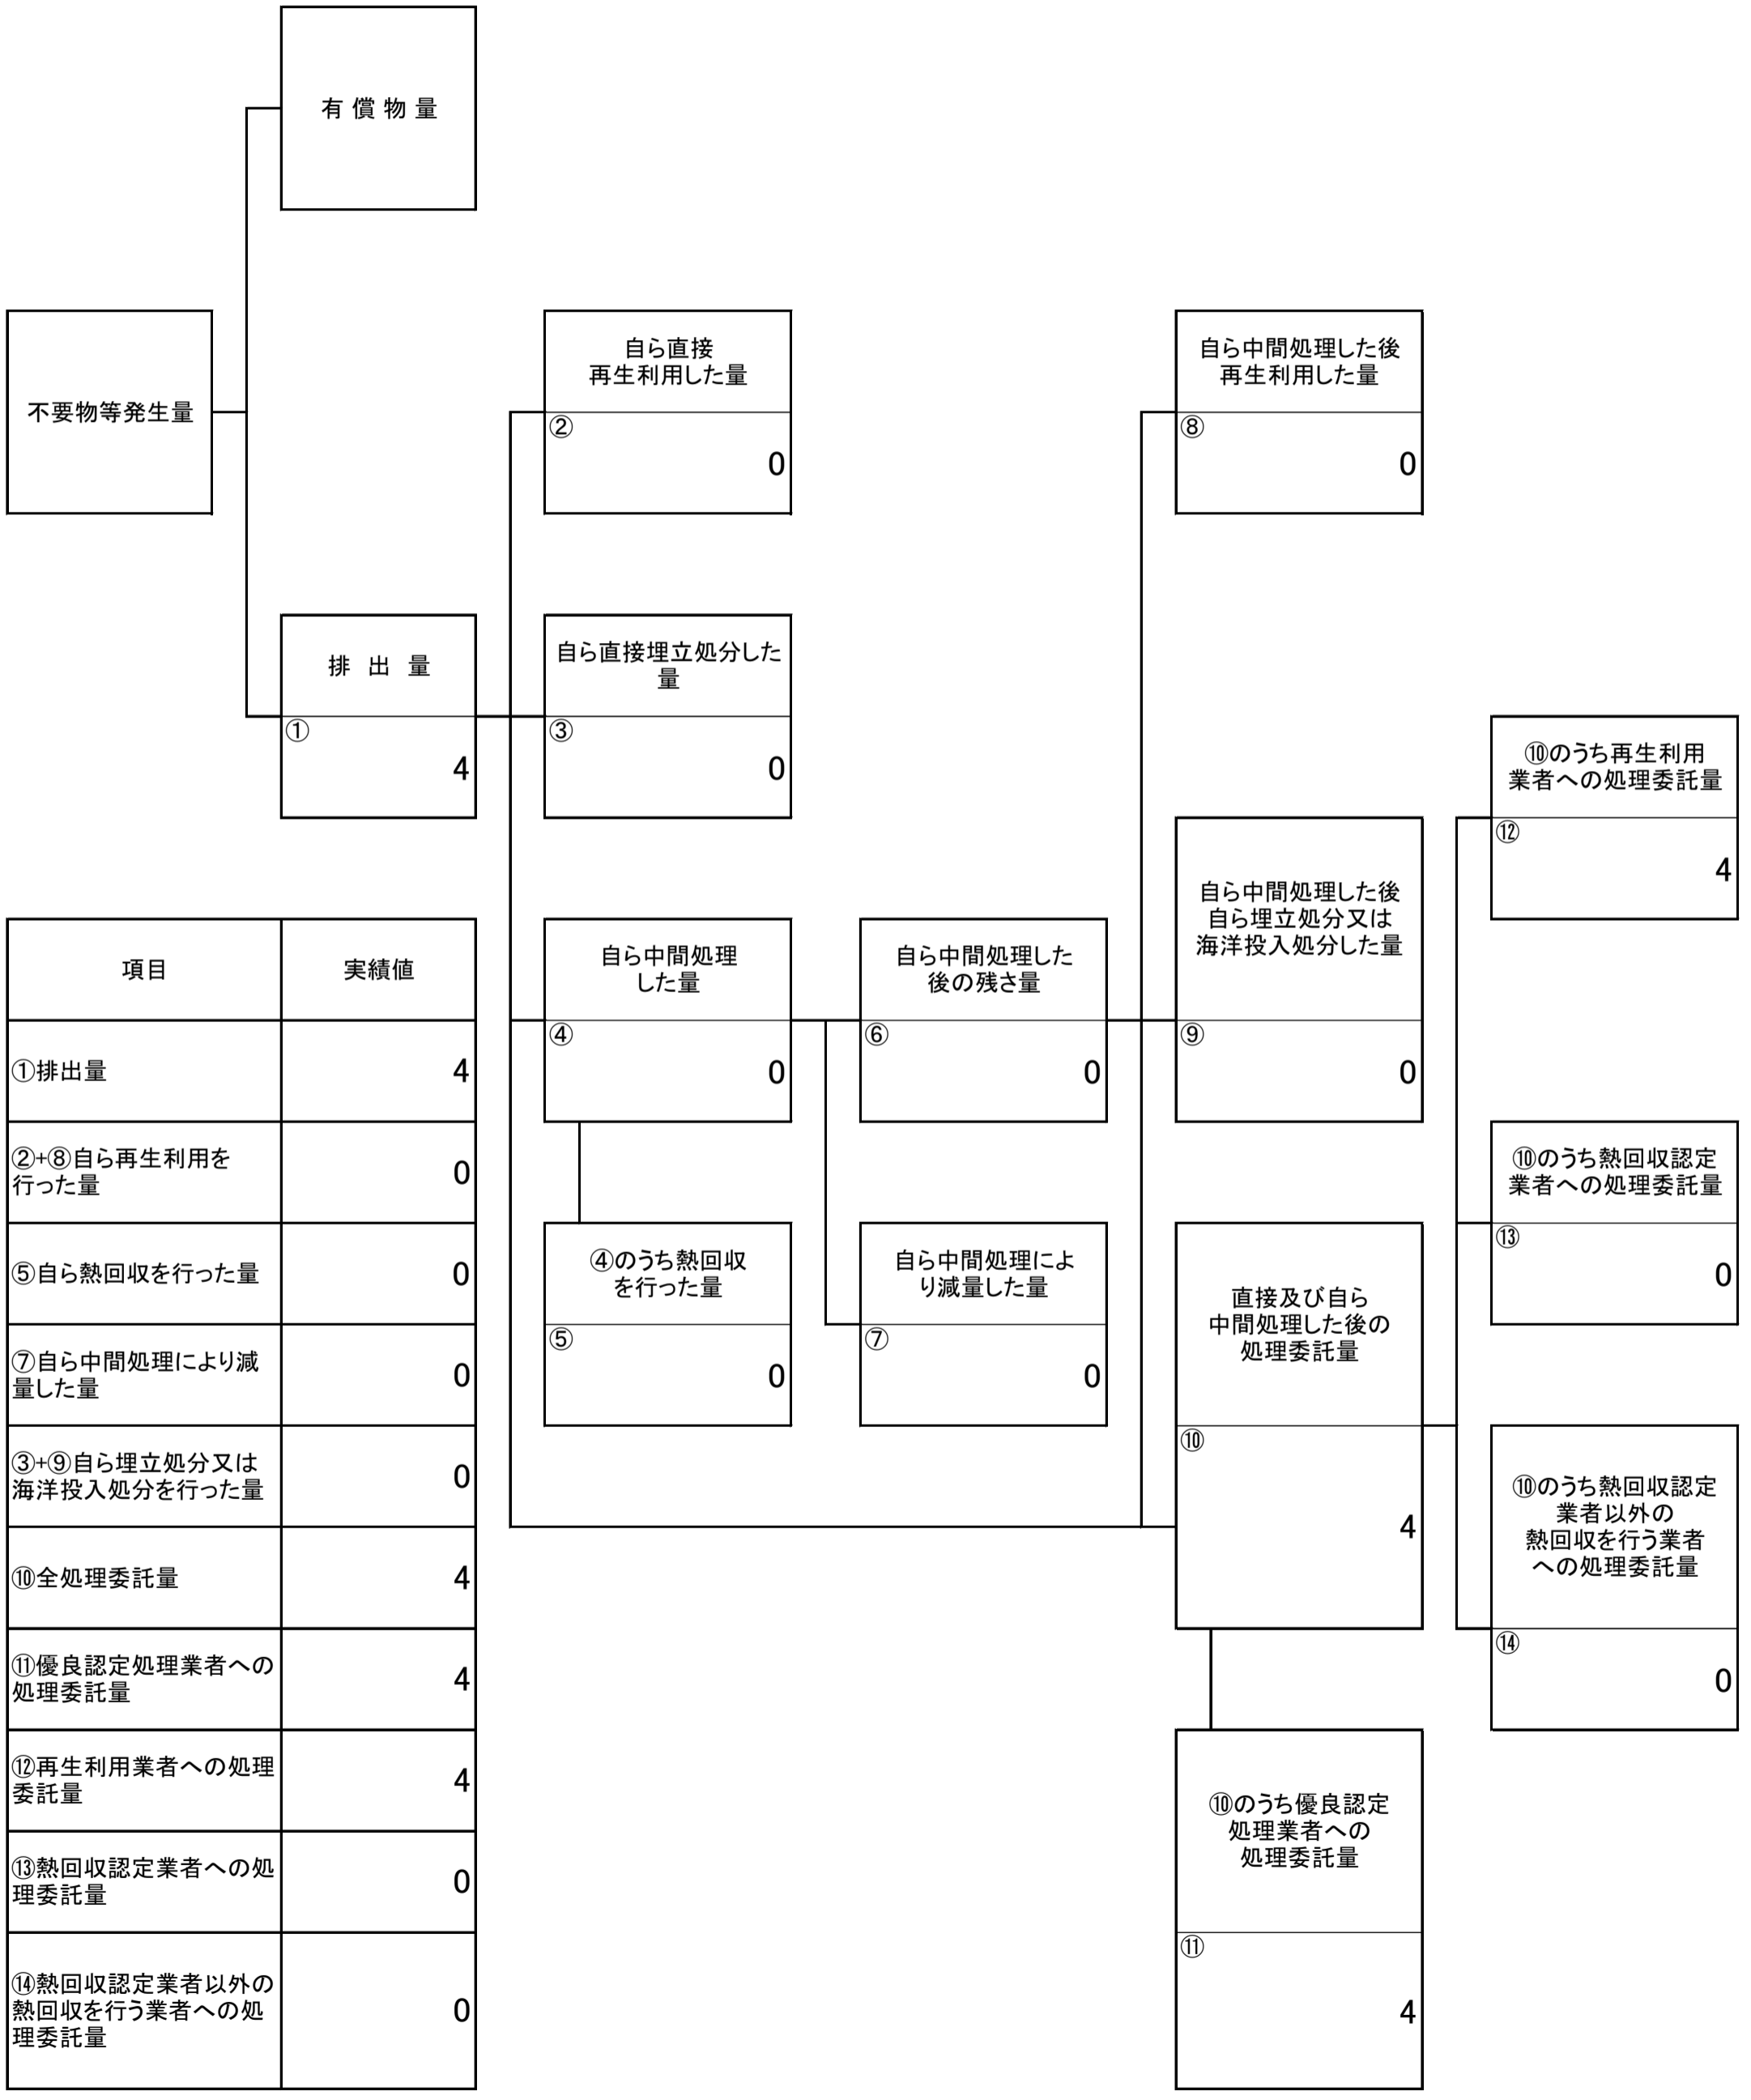 有償物量
不要物等発生量
自ら直接
再生利用した量
②
0
自ら中間処理した後
再生利用した量
⑧
0
排出量
①
4
自ら直接埋立処分した
量
③
0
⑩のうち再生利用
業者への処理委託量
⑫
4
自ら中間処理した後
自ら埋立処分又は
海洋投入処分した量
⑨
0
自ら中間処理
した量
④
0
自ら中間処理した
後の残さ量
⑥
0
⑩のうち熱回収認定
業者への処理委託量
⑬
0
④のうち熱回収
を行った量
⑤
0
自ら中間処理によ
り減量した量
⑦
0
直接及び自ら
中間処理した後の
処理委託量
⑩
4
⑩のうち熱回収認定
業者以外の
熱回収を行う業者
への処理委託量
⑭
0
⑩のうち優良認定
処理業者への
処理委託量
⑪
4
項目 実績値
①排出量 4
②+⑧自ら再生利用を
行った量 0
⑤自ら熱回収を行った量 0
⑦自ら中間処理により減
量した量 0
③+⑨自ら埋立処分又は
海洋投入処分を行った量 0
⑩全処理委託量 4
⑪優良認定処理業者への
処理委託量 4
⑫再生利用業者への処理
委託量 4
⑬熱回収認定業者への処
理委託量 0
⑭熱回収認定業者以外の
熱回収を行う業者への処
理委託量 0